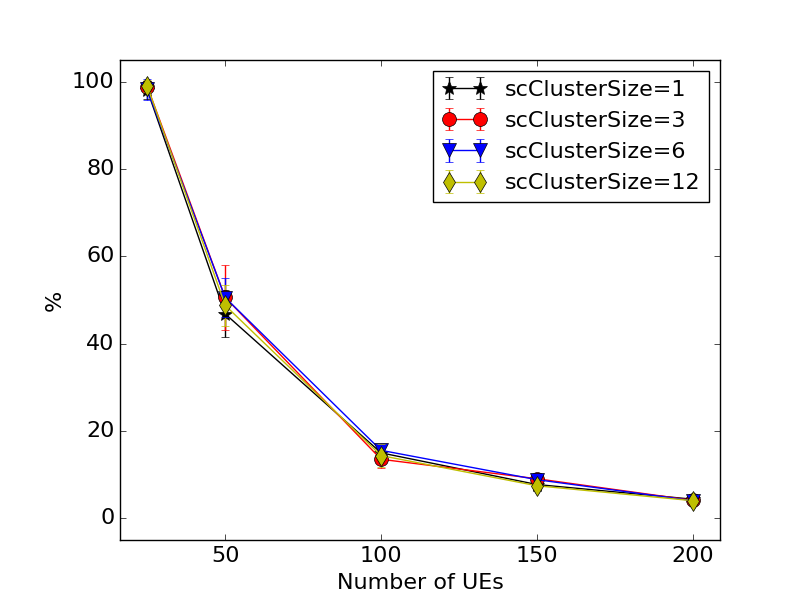 100
80
60
40
20
0
%
scClusterSize=1
scClusterSize=3
scClusterSize=6
scClusterSize=12
50 100 150 200
Number of UEs